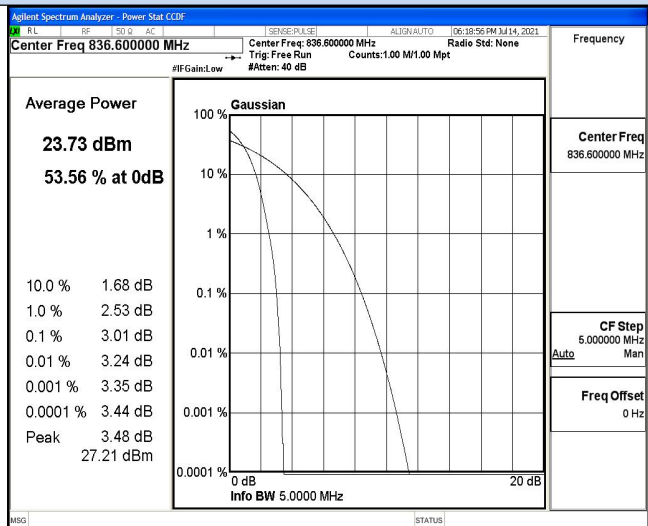 Agilent Spectrum Analyzer - Power Stat CCDF
LXI RL RF 50 Ω AC SENSE:PULSE ALIGN AUTO 06:18:56 PM Jul 14, 2021
Center Freq 836.600000 MHz
Center Freq: 836.600000 MHz Radio Std: None
Trig: Free Run Counts:1.00 M/1.00 Mpt
#IFGain:Low #Atten: 40 dB
Frequency
Average Power
23.73 dBm
53.56 % at 0dB
10.0 % 1.68 dB
1.0 % 2.53 dB
0.1 % 3.01 dB
0.01 % 3.24 dB
0.001 % 3.35 dB
0.0001 % 3.44 dB
Peak 3.48 dB
27.21 dBm
Gaussian
100 %
10 %
1 %
0.1 %
0.01 %
0.001 %
0.0001 %
0 dB 20 dB
Info BW 5.0000 MHz
Center Freq
836.600000 MHz
CF Step
5.000000 MHz
Auto Man
Freq Offset
0 Hz
MSG STATUS